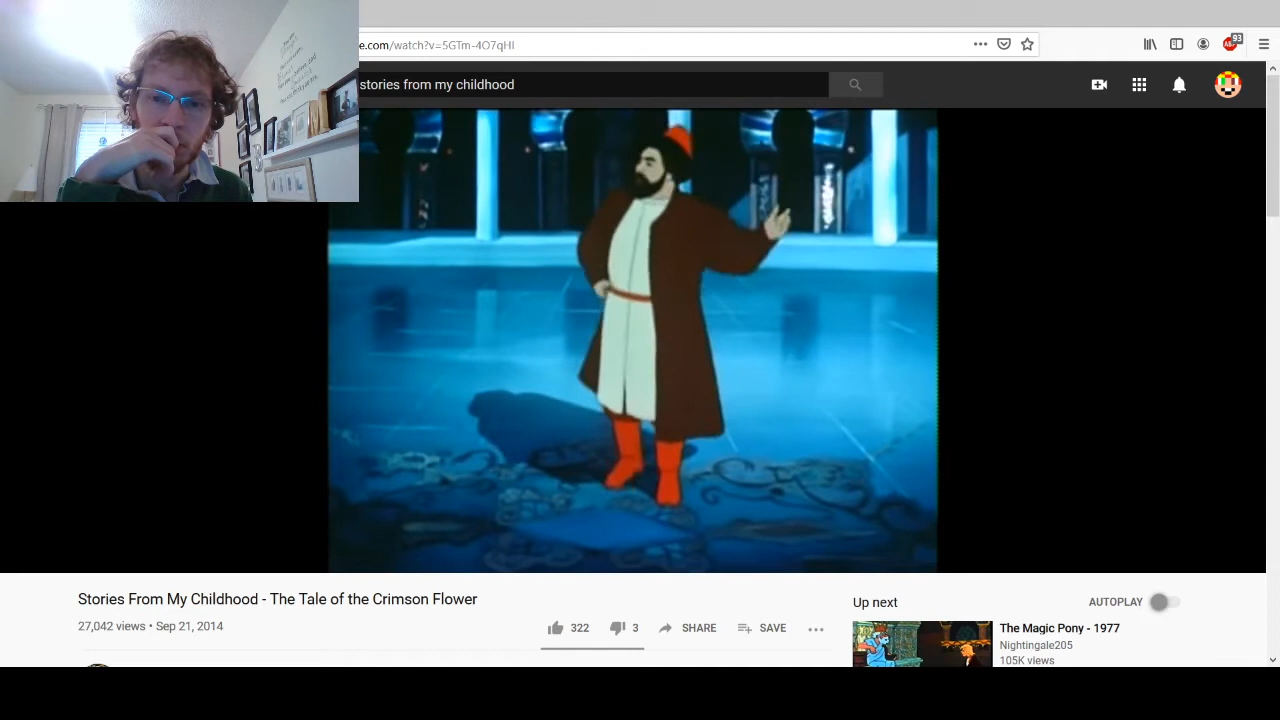 e.com/watch?v=5GTm-4O7qHI
93
stories from my childhood
Stories From My Childhood - The Tale of the Crimson Flower
27,042 views • Sep 21, 2014
322
3
SHARE
SAVE
Up next
AUTOPLAY
The Magic Pony - 1977
Nightingale205
105K views